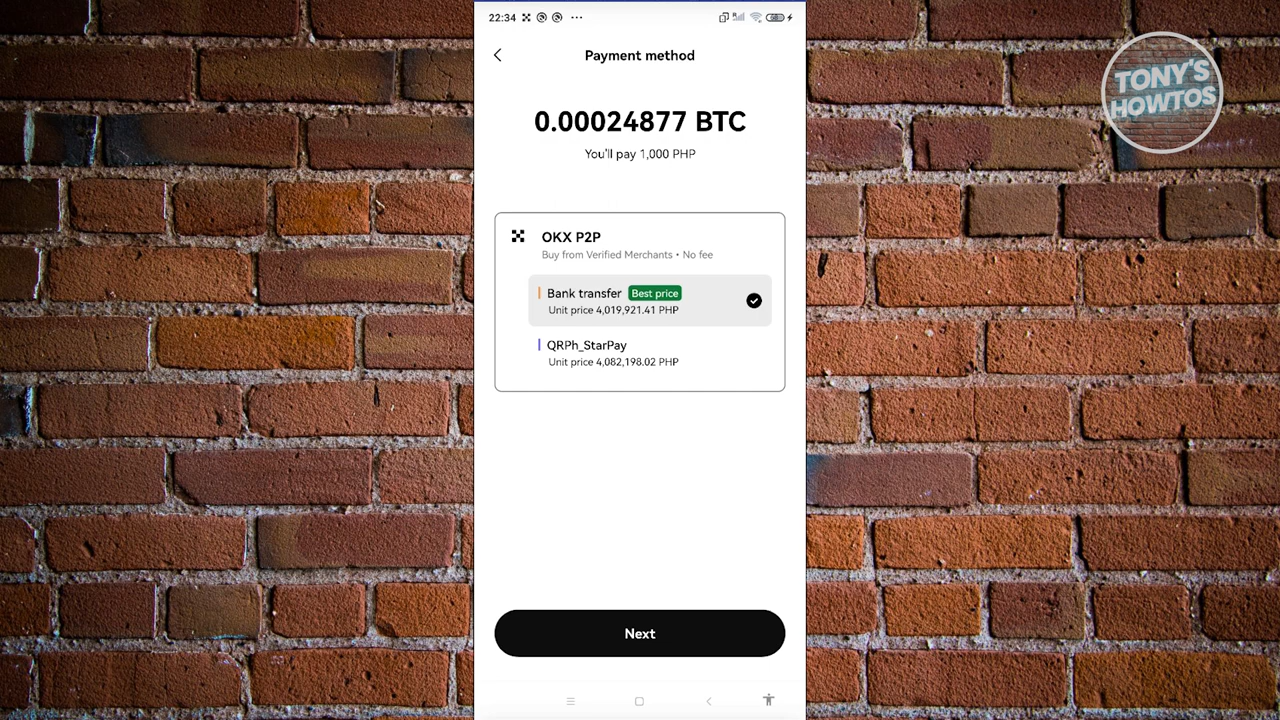 22:34
Payment method
0.00024877 BTC
You'll pay 1,000 PHP
OKX P2P
Buy from Verified Merchants • No fee
Bank transfer Best price
Unit price 4,019,921.41 PHP
QRPh_StarPay
Unit price 4,082,198.02 PHP
Next
TONY'S
HOWTOS